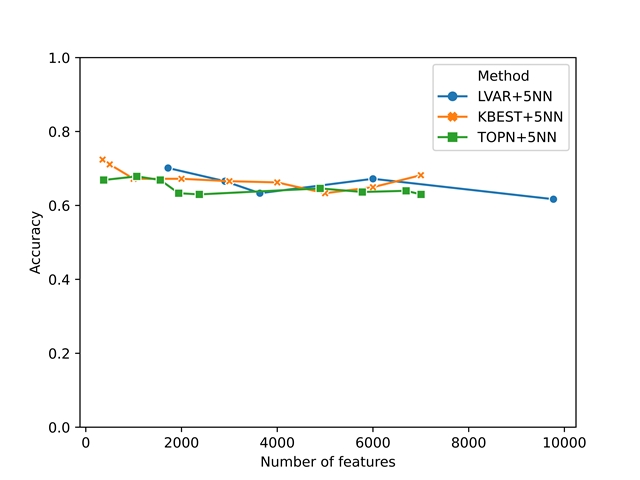 1.0
0.8
0.6
0.4
0.2
0.0
Accuracy
Method
LVAR+5NN
KBEST+5NN
TOPN+5NN
0 2000 4000 6000 8000 10000
Number of features